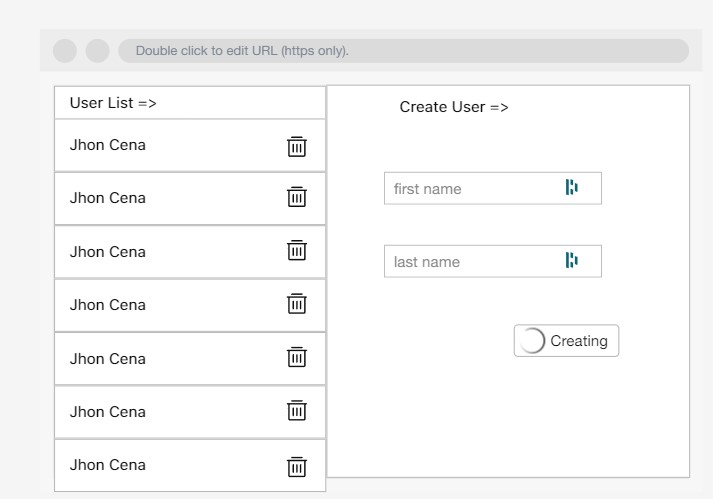 Double click to edit URL (https only).
User List =>
Create User =>
Jhon Cena
Jhon Cena
Jhon Cena
Jhon Cena
Jhon Cena
Jhon Cena
Jhon Cena
first name
last name
Creating